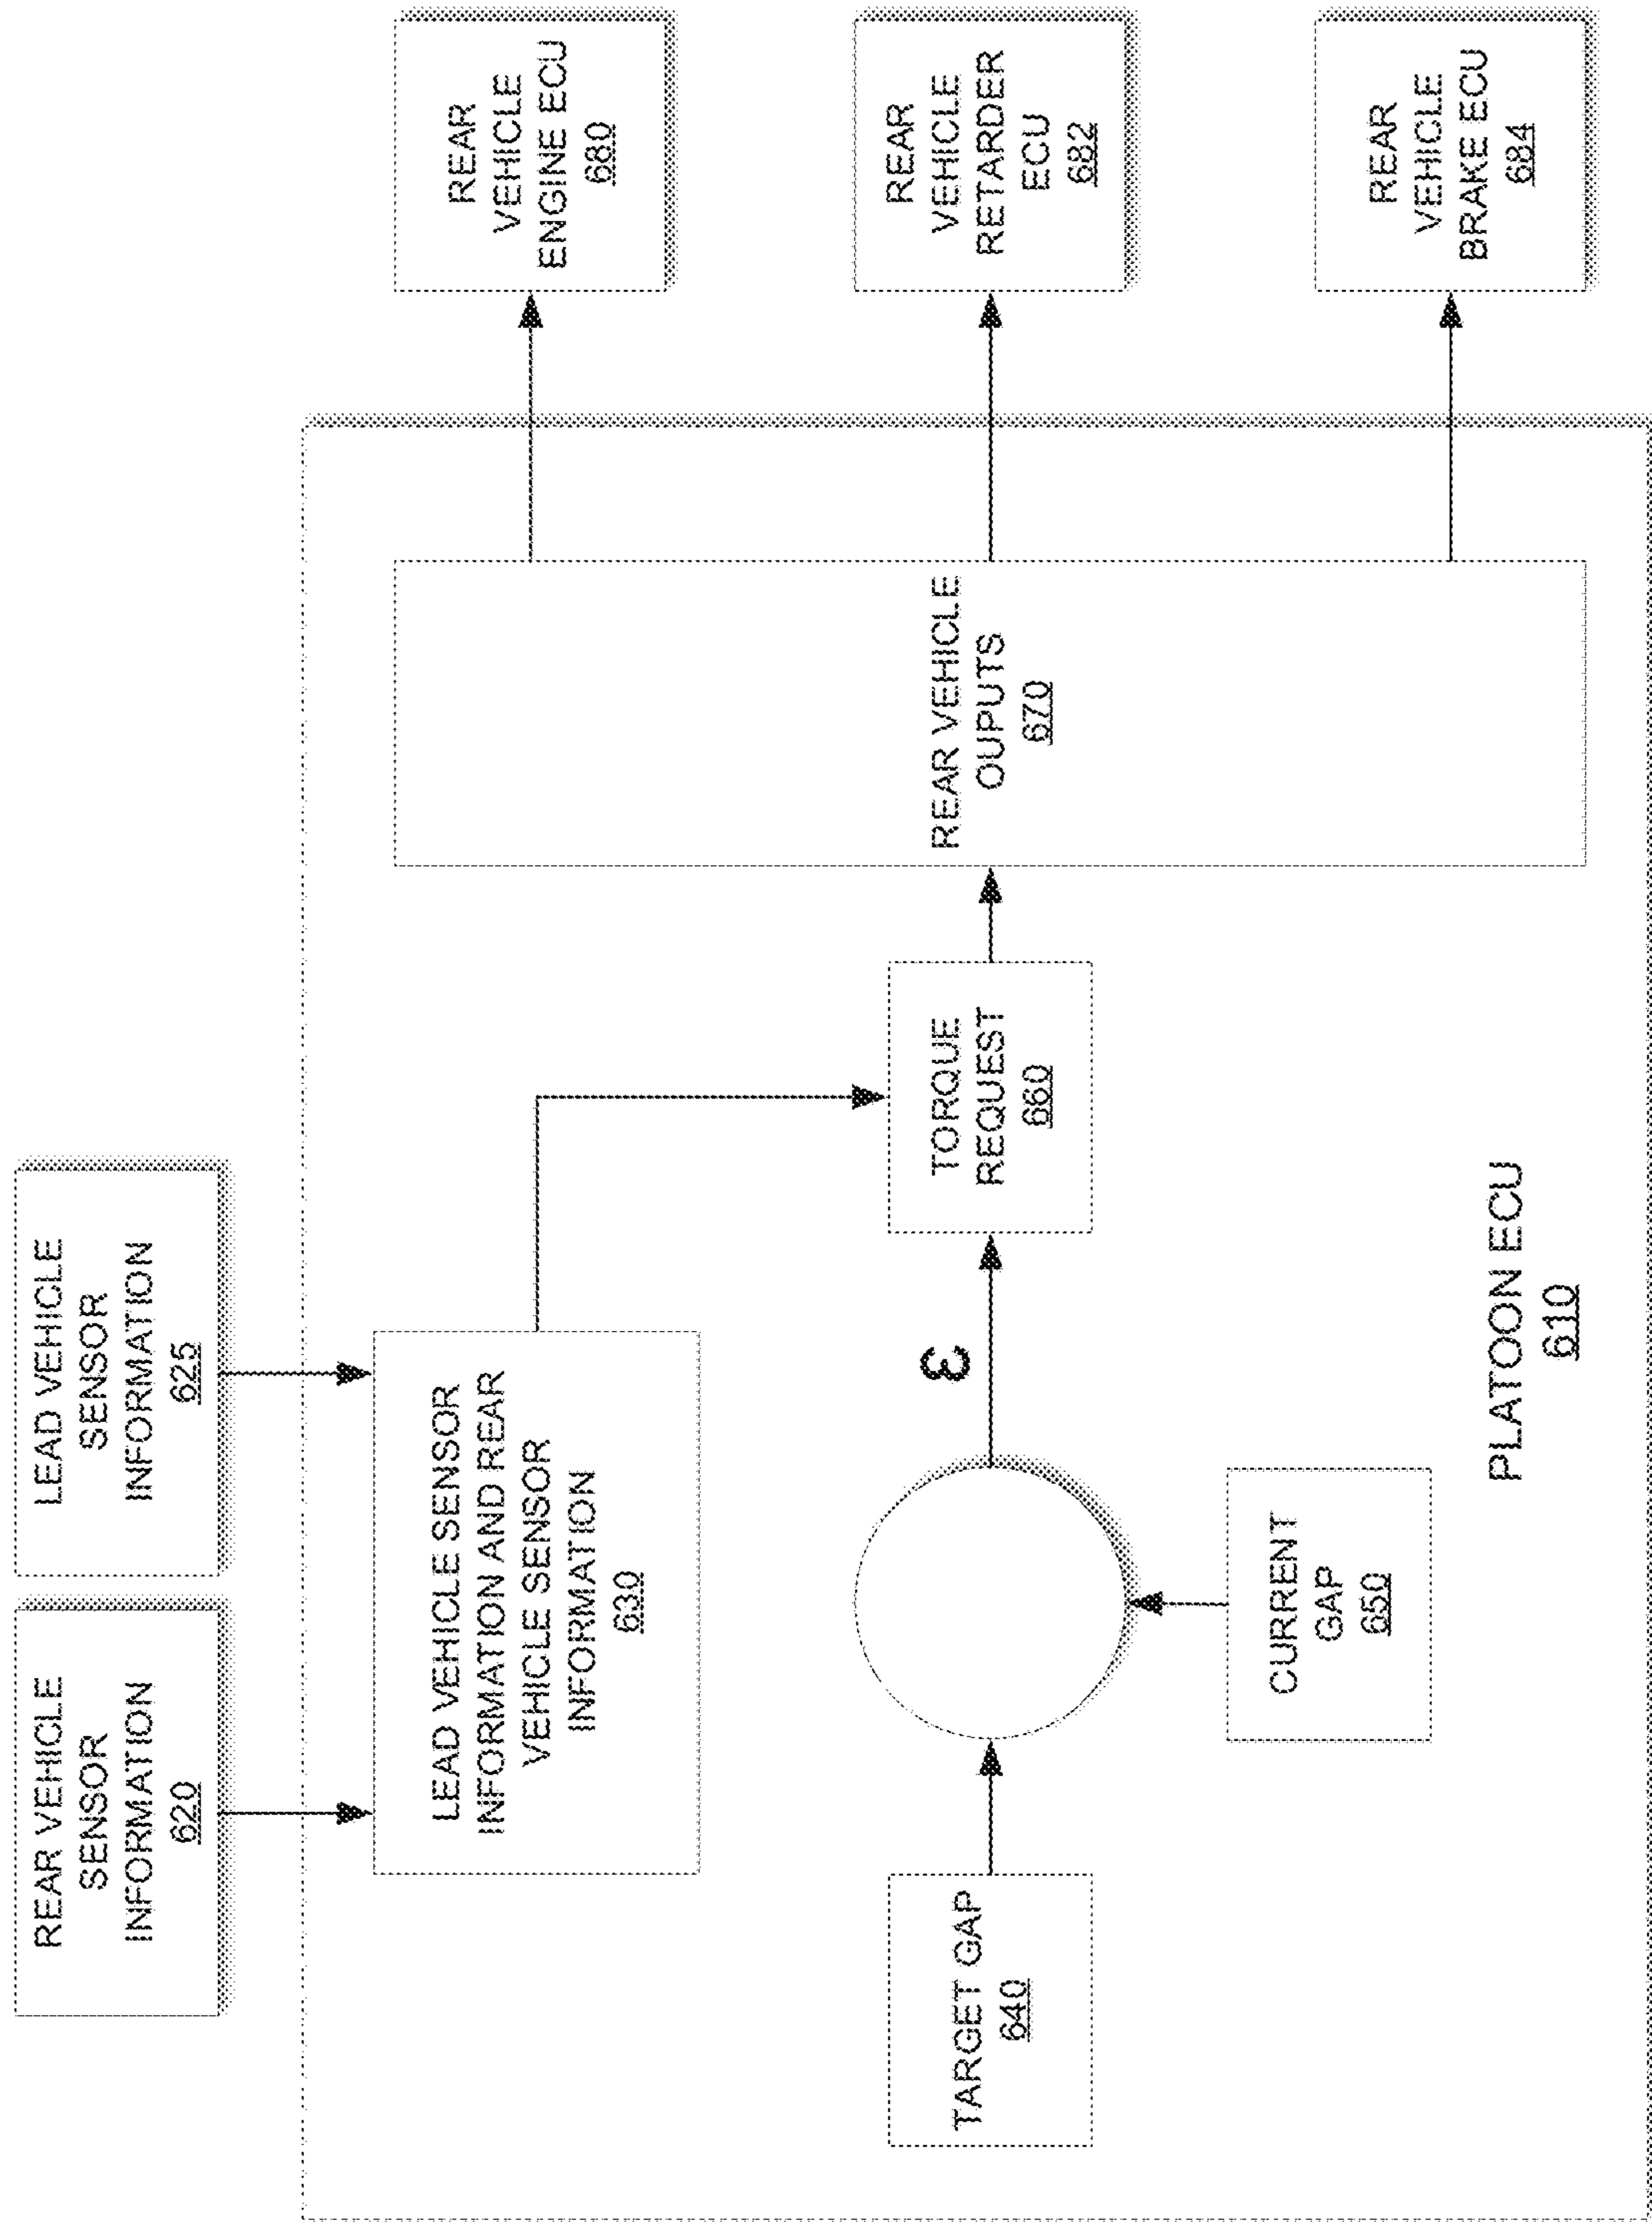 REAR VEHICLE
SENSOR
INFORMATION
620
LEAD VEHICLE
SENSOR
INFORMATION
625
LEAD VEHICLE SENSOR
INFORMATION AND REAR
VEHICLE SENSOR
INFORMATION
630
TARGET GAP
640
ε
CURRENT
GAP
650
TORQUE
REQUEST
660
REAR VEHICLE
OUPUTS
670
REAR
VEHICLE
ENGINE ECU
680
REAR
VEHICLE
RETARDER
ECU
682
REAR
VEHICLE
BRAKE ECU
684
PLATOON ECU
610